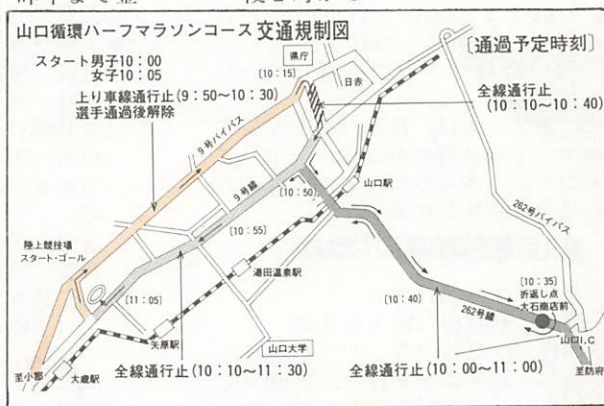 山口循環ハーフマラソンコース 交通規制図
スタート男子10:00
女子10:05
上り車線通行止(9:50〜10:30)
選手通過後解除
県庁
(10:15)
日赤
〔通過予定時刻〕
全線通行止
(10:10〜10:40)
9号バイパス
9号線
(10:50)
山口駅
262号バイパス
陸上競技場
スタート・ゴール
(10:55)
湯田温泉駅
(11:05)
(10:40)
(10:35)
折返し点
大石商店前
262号線
矢原駅
山口大学
山口I.C
至小郡
大歳駅
全線通行止(10:10〜11:30)
全線通行止(10:00〜11:00)
至防府